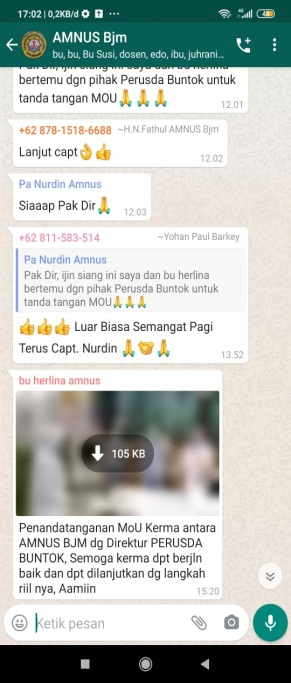 17:02 | 0,2KB/d
AMNUS Bjm
bu, bu, Bu Susi, dosen, edo, ibu, juhrani...
bertemu dgn pihak Perusda Buntok untuk
tanda tangan MOU🙏🙏🙏
12.01
+62 878-1518-6688 ~H.N.Fathul AMNUS Bjm
Lanjut capt👌👍
12.02
Pa Nurdin Amnus
Siaaap Pak Dir🙏
12.03
+62 811-583-514 ~Yohan Paul Barkey
Pa Nurdin Amnus
Pak Dir, ijin siang ini saya dan bu herlina
bertemu dgn pihak Perusda Buntok untuk
tanda tangan MOU🙏🙏🙏
👍👍👍 Luar Biasa Semangat Pagi
Terus Capt. Nurdin 🙏🤝🙏
13.52
bu herlina amnus
105 KB
Penandatanganan MoU Kerma antara
AMNUS BJM dg Direktur PERUSDA
BUNTOK, Semoga kerma dpt berjln
baik dan dpt dilanjutkan dg langkah
riil nya, Aamiin
15.20
Ketik pesan